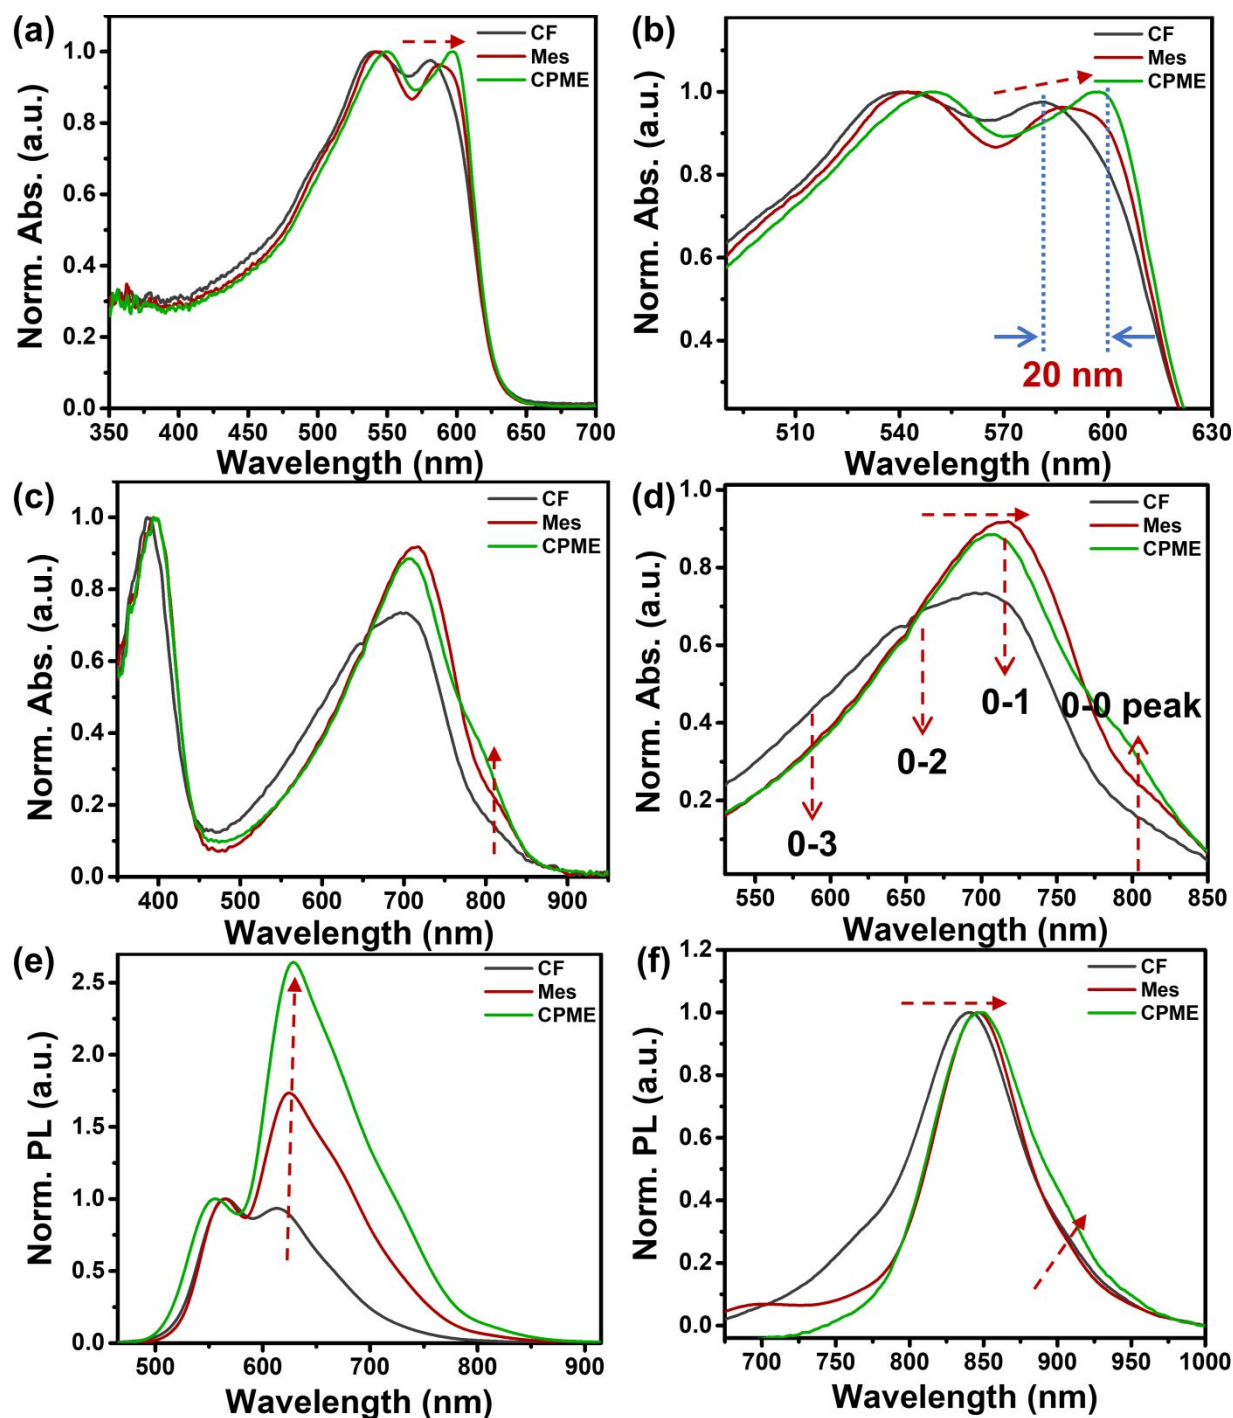 (a)
CF
Mes
CPME
Norm. Abs. (a.u.)
1.0
0.8
0.6
0.4
0.2
0.0
350 400 450 500 550 600 650 700
Wavelength (nm)
(b)
CF
Mes
CPME
Norm. Abs. (a.u.)
1.0
0.8
0.6
0.4
20 nm
510 540 570 600 630
Wavelength (nm)
(c)
CF
Mes
CPME
Norm. Abs. (a.u.)
1.0
0.8
0.6
0.4
0.2
0.0
400 500 600 700 800 900
Wavelength (nm)
(d)
CF
Mes
CPME
Norm. Abs. (a.u.)
1.0
0.8
0.6
0.4
0.2
0-1
0-0 peak
0-2
0-3
550 600 650 700 750 800 850
Wavelength (nm)
(e)
CF
Mes
CPME
Norm. PL (a.u.)
2.5
2.0
1.5
1.0
0.5
0.0
500 600 700 800 900
Wavelength (nm)
(f)
CF
Mes
CPME
Norm. PL (a.u.)
1.2
1.0
0.8
0.6
0.4
0.2
0.0
700 750 800 850 900 950 1000
Wavelength (nm)